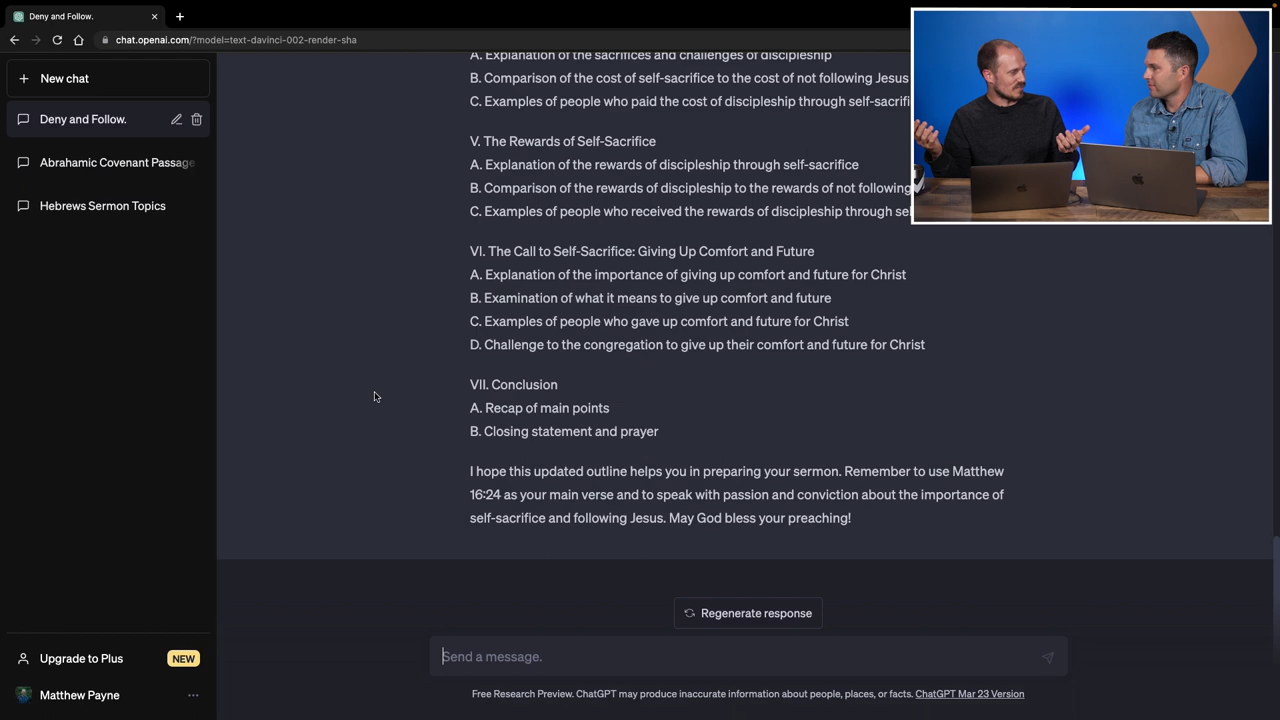 Deny and Follow.
chat.openai.com/?model=text-davinci-002-render-sha
New chat
Deny and Follow.
Abrahamic Covenant Passage
Hebrews Sermon Topics
A. Explanation of the sacrifices and challenges of discipleship
B. Comparison of the cost of self-sacrifice to the cost of not following Jesus
C. Examples of people who paid the cost of discipleship through self-sacrifi
V. The Rewards of Self-Sacrifice
A. Explanation of the rewards of discipleship through self-sacrifice
B. Comparison of the rewards of discipleship to the rewards of not following
C. Examples of people who received the rewards of discipleship through se
VI. The Call to Self-Sacrifice: Giving Up Comfort and Future
A. Explanation of the importance of giving up comfort and future for Christ
B. Examination of what it means to give up comfort and future
C. Examples of people who gave up comfort and future for Christ
D. Challenge to the congregation to give up their comfort and future for Christ
VII. Conclusion
A. Recap of main points
B. Closing statement and prayer
I hope this updated outline helps you in preparing your sermon. Remember to use Matthew
16:24 as your main verse and to speak with passion and conviction about the importance of
self-sacrifice and following Jesus. May God bless your preaching!
Regenerate response
Send a message.
Free Research Preview. ChatGPT may produce inaccurate information about people, places, or facts. ChatGPT Mar 23 Version
Upgrade to Plus NEW
Matthew Payne